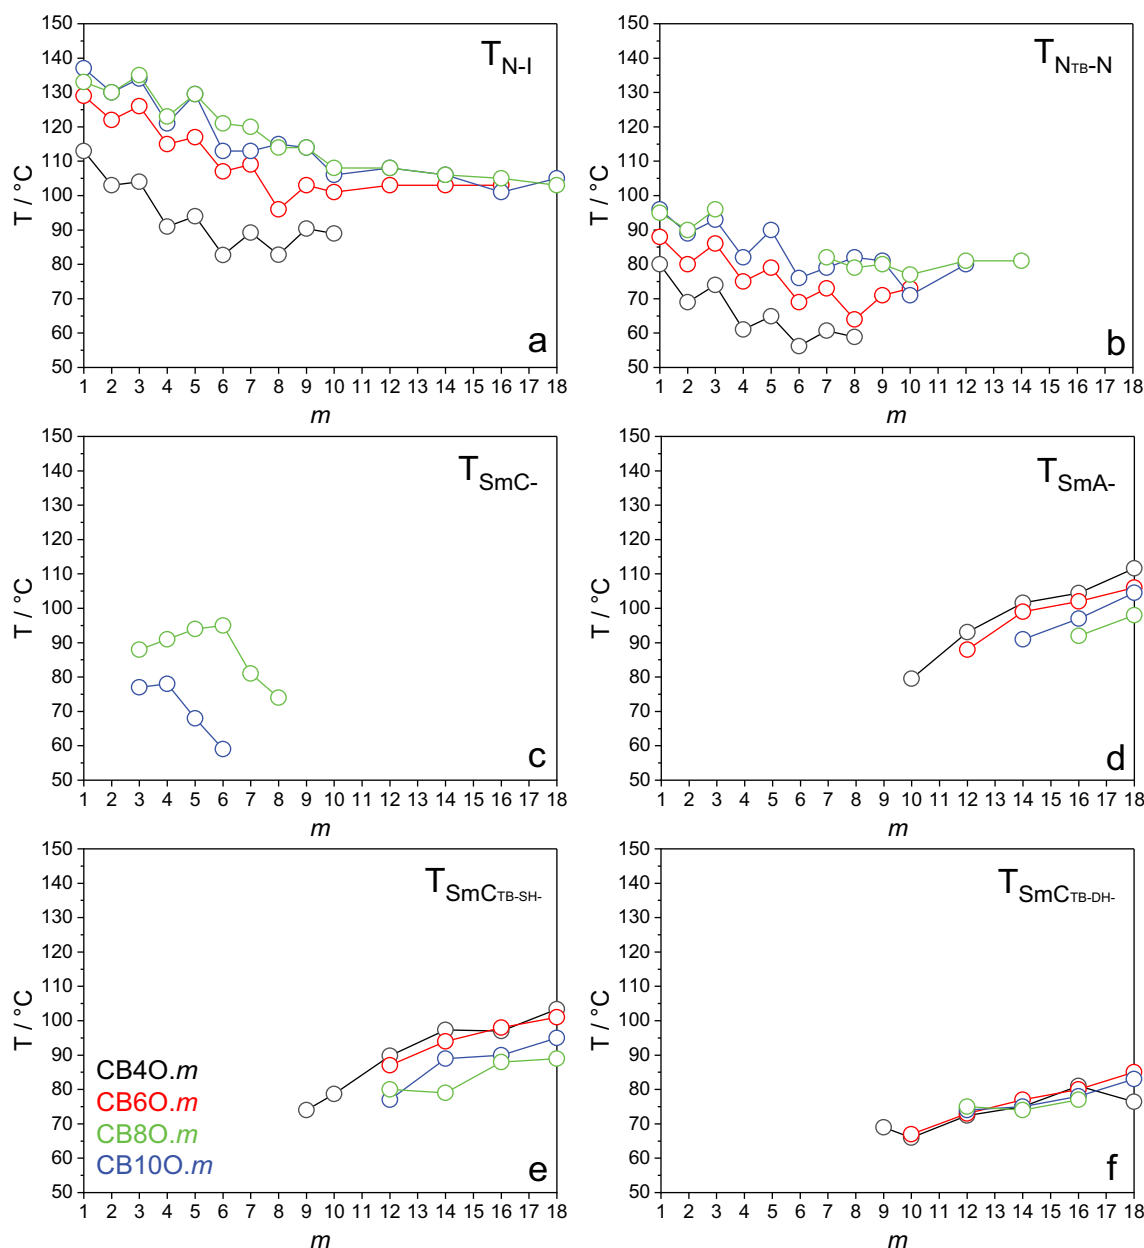 150
140
130
120
110
100
90
80
70
60
50
T / °C
T N-I
a
1 2 3 4 5 6 7 8 9 10 11 12 13 14 15 16 17 18
m
150
140
130
120
110
100
90
80
70
60
50
T / °C
T NTB-N
b
1 2 3 4 5 6 7 8 9 10 11 12 13 14 15 16 17 18
m
150
140
130
120
110
100
90
80
70
60
50
T / °C
T SmC-
c
1 2 3 4 5 6 7 8 9 10 11 12 13 14 15 16 17 18
m
150
140
130
120
110
100
90
80
70
60
50
T / °C
T SmA-
d
1 2 3 4 5 6 7 8 9 10 11 12 13 14 15 16 17 18
m
150
140
130
120
110
100
90
80
70
60
50
T / °C
T SmCTB-SH-
CB4O.m
CB6O.m
CB8O.m
CB10O.m
e
1 2 3 4 5 6 7 8 9 10 11 12 13 14 15 16 17 18
m
150
140
130
120
110
100
90
80
70
60
50
T / °C
T SmCTB-DH-
f
1 2 3 4 5 6 7 8 9 10 11 12 13 14 15 16 17 18
m